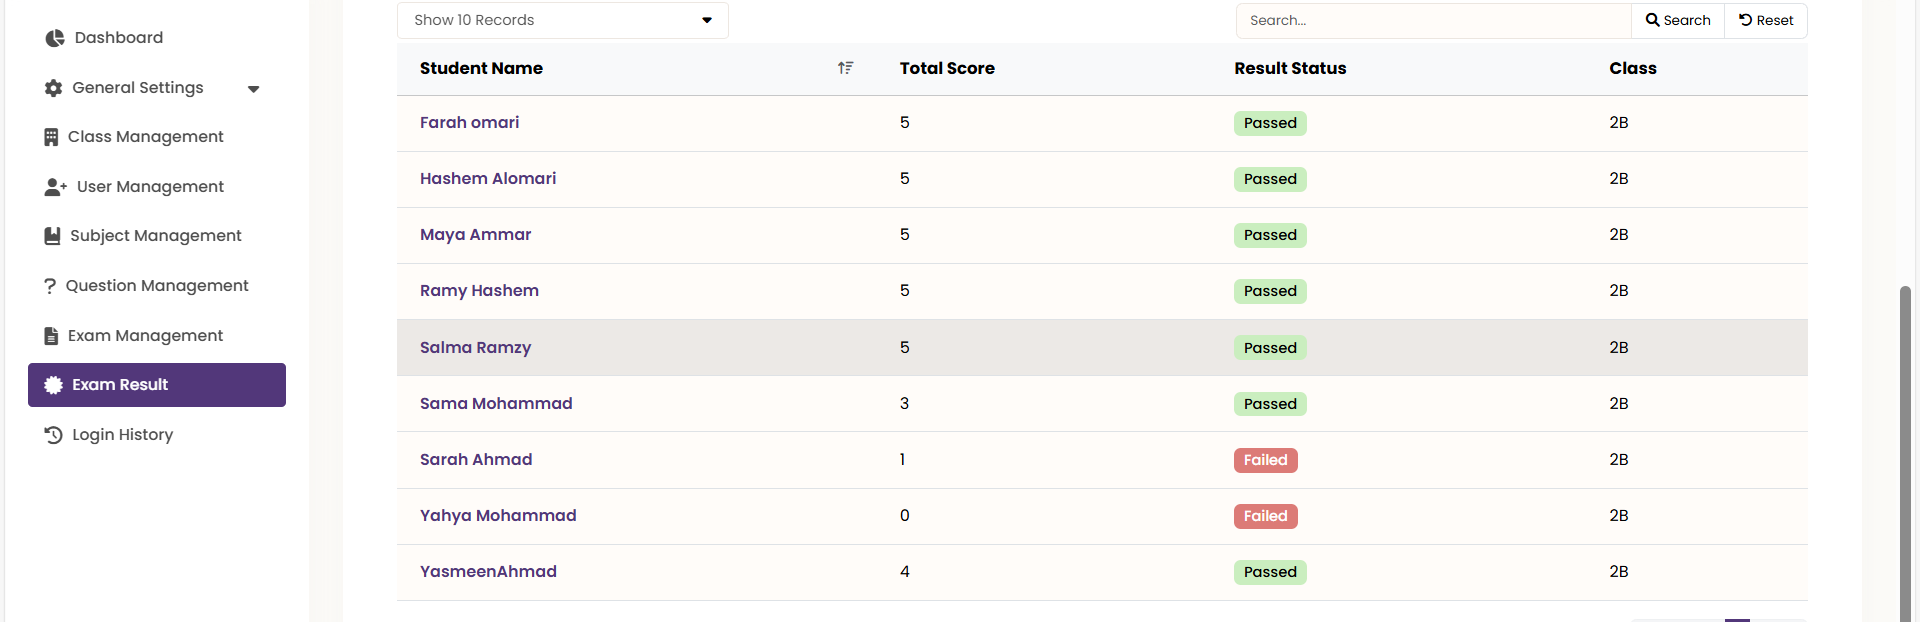 Dashboard
General Settings
Class Management
User Management
Subject Management
Question Management
Exam Management
Exam Result
Login History
Show 10 Records
Search...
Search
Reset
Student Name Total Score Result Status Class
Farah omari 5 Passed 2B
Hashem Alomari 5 Passed 2B
Maya Ammar 5 Passed 2B
Ramy Hashem 5 Passed 2B
Salma Ramzy 5 Passed 2B
Sama Mohammad 3 Passed 2B
Sarah Ahmad 1 Failed 2B
Yahya Mohammad 0 Failed 2B
YasmeenAhmad 4 Passed 2B